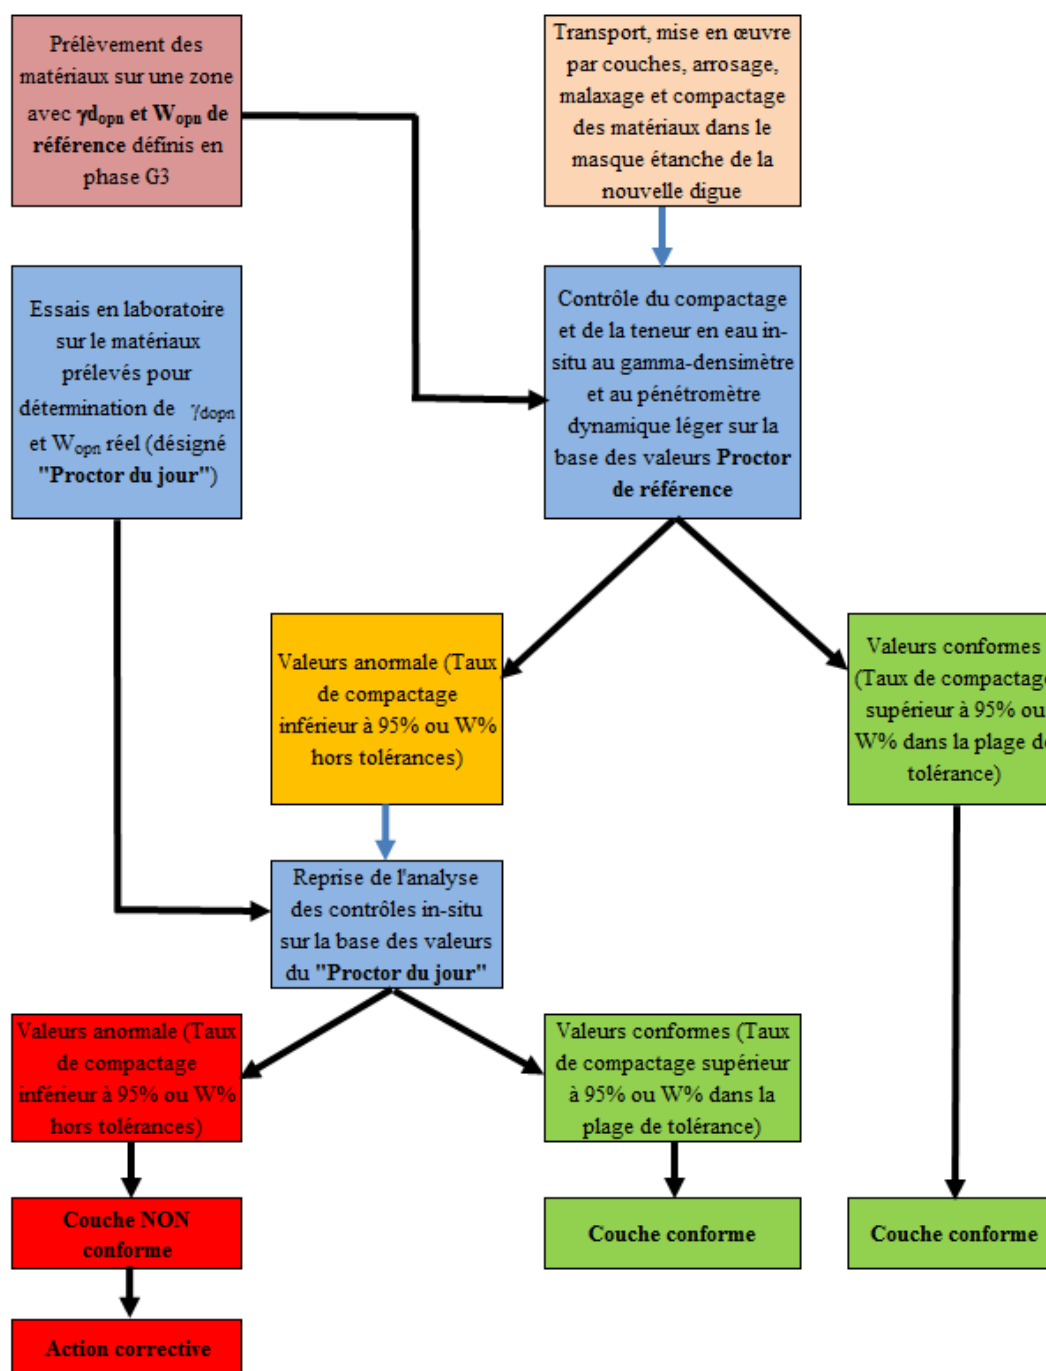 Prélèvement des
matériaux sur une zone
avec γd_opn et W_opn de
référence définis en
phase G3
Transport, mise en œuvre
par couches, arrosage,
malaxage et compactage
des matériaux dans le
masque étanche de la
nouvelle digue
Essais en laboratoire
sur le matériaux
prélevés pour
détermination de γdopn
et Wopn réel (désigné
"Proctor du jour")
Contrôle du compactage
et de la teneur en eau in-
situ au gamma-densimètre
et au pénétromètre
dynamique léger sur la
base des valeurs Proctor
de référence
Valeurs anormale (Taux
de compactage
inférieur à 95% ou W%
hors tolérances)
Valeurs conformes
(Taux de compactage
supérieur à 95% ou
W% dans la plage de
tolérance)
Reprise de l'analyse
des contrôles in-situ
sur la base des valeurs
du "Proctor du jour"
Valeurs anormale (Taux
de compactage
inférieur à 95% ou W%
hors tolérances)
Valeurs conformes (Taux
de compactage supérieur
à 95% ou W% dans la
plage de tolérance)
Couche NON
conforme
Couche conforme
Couche conforme
Action corrective